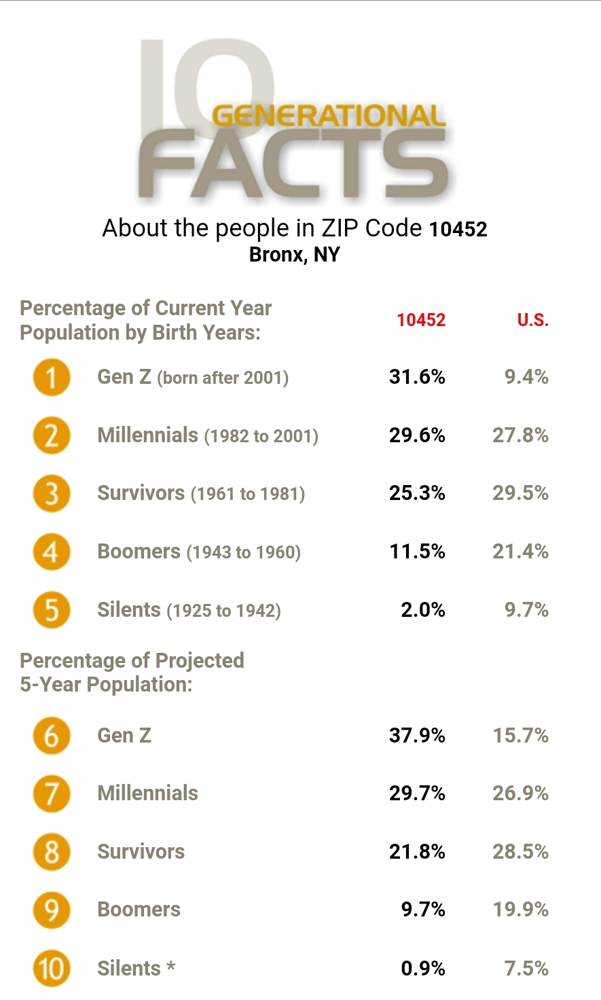 10
GENERATIONAL
FACTS
About the people in ZIP Code 10452
Bronx, NY
Percentage of Current Year
Population by Birth Years:
10452 U.S.
1 Gen Z (born after 2001) 31.6% 9.4%
2 Millennials (1982 to 2001) 29.6% 27.8%
3 Survivors (1961 to 1981) 25.3% 29.5%
4 Boomers (1943 to 1960) 11.5% 21.4%
5 Silents (1925 to 1942) 2.0% 9.7%
Percentage of Projected
5-Year Population:
6 Gen Z 37.9% 15.7%
7 Millennials 29.7% 26.9%
8 Survivors 21.8% 28.5%
9 Boomers 9.7% 19.9%
10 Silents * 0.9% 7.5%